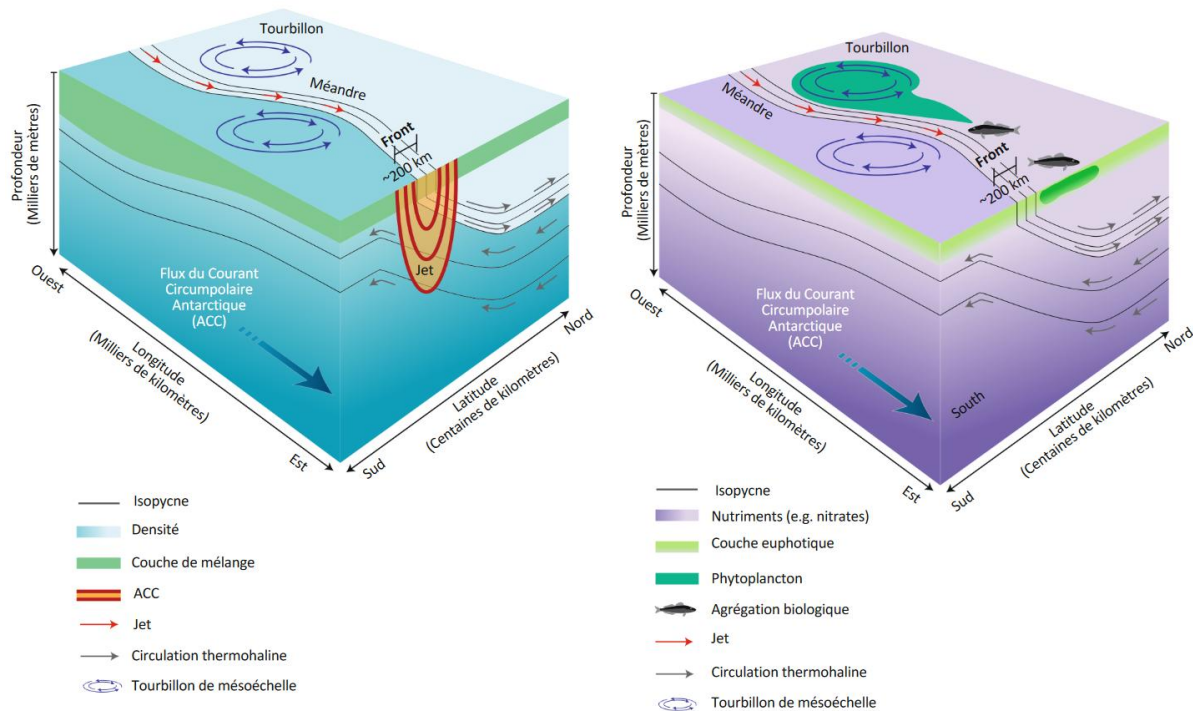 Tourbillon
Méandre
Front
~200 km
Jet
Profondeur
(Milliers de mètres)
Flux du Courant
Circumpolaire
Antarctique
(ACC)
Ouest
Longitude
(Milliers de kilomètres)
Est
Sud
Latitude
(Centaines de kilomètres)
Nord
Isopycne
Densité
Couche de mélange
ACC
Jet
Circulation thermohaline
Tourbillon de mésoéchelle
Tourbillon
Méandre
Front
~200 km
Profondeur
(Milliers de mètres)
Flux du Courant
Circumpolaire
Antarctique
(ACC)
Ouest
Longitude
(Milliers de kilomètres)
South
Est
Sud
Latitude
(Centaines de kilomètres)
Nord
Isopycne
Nutriments (e.g. nitrates)
Couche euphotique
Phytoplancton
Agrégation biologique
Jet
Circulation thermohaline
Tourbillon de mésoéchelle